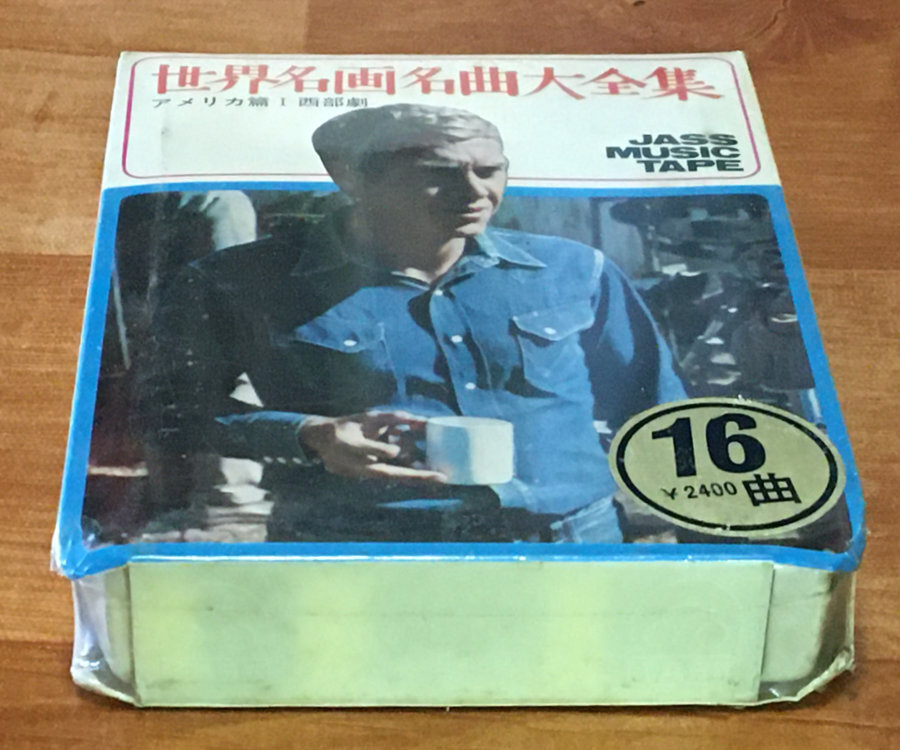 世界名画名曲大全集
アメリカ篇Ⅰ西部劇
JASS
MUSIC
TAPE
16
¥2400 曲